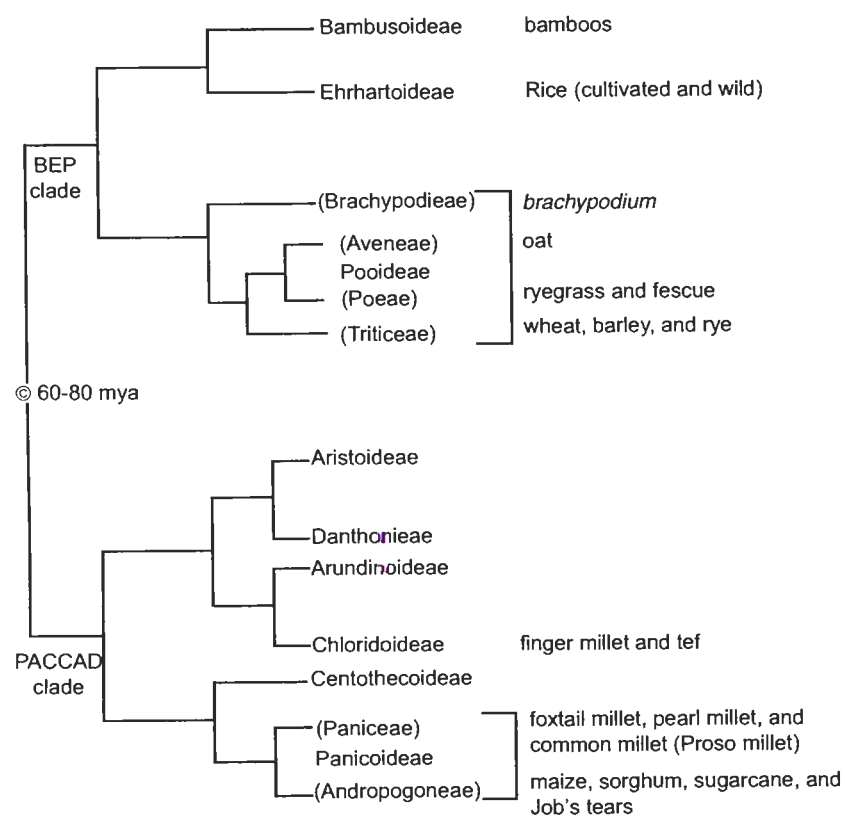 Bambusoideae bamboos
Ehrhartoideae Rice (cultivated and wild)
BEP
clade
(Brachypodieae) brachypodium
(Aveneae) oat
Pooideae
(Poeae) ryegrass and fescue
(Triticeae) wheat, barley, and rye
© 60-80 mya
Aristoideae
Danthonieae
Arundinoideae
Chloridoideae finger millet and tef
PACCAD
clade
Centothecoideae
(Paniceae) foxtail millet, pearl millet, and
common millet (Proso millet)
Panicoideae
(Andropogoneae) maize, sorghum, sugarcane, and
Job's tears